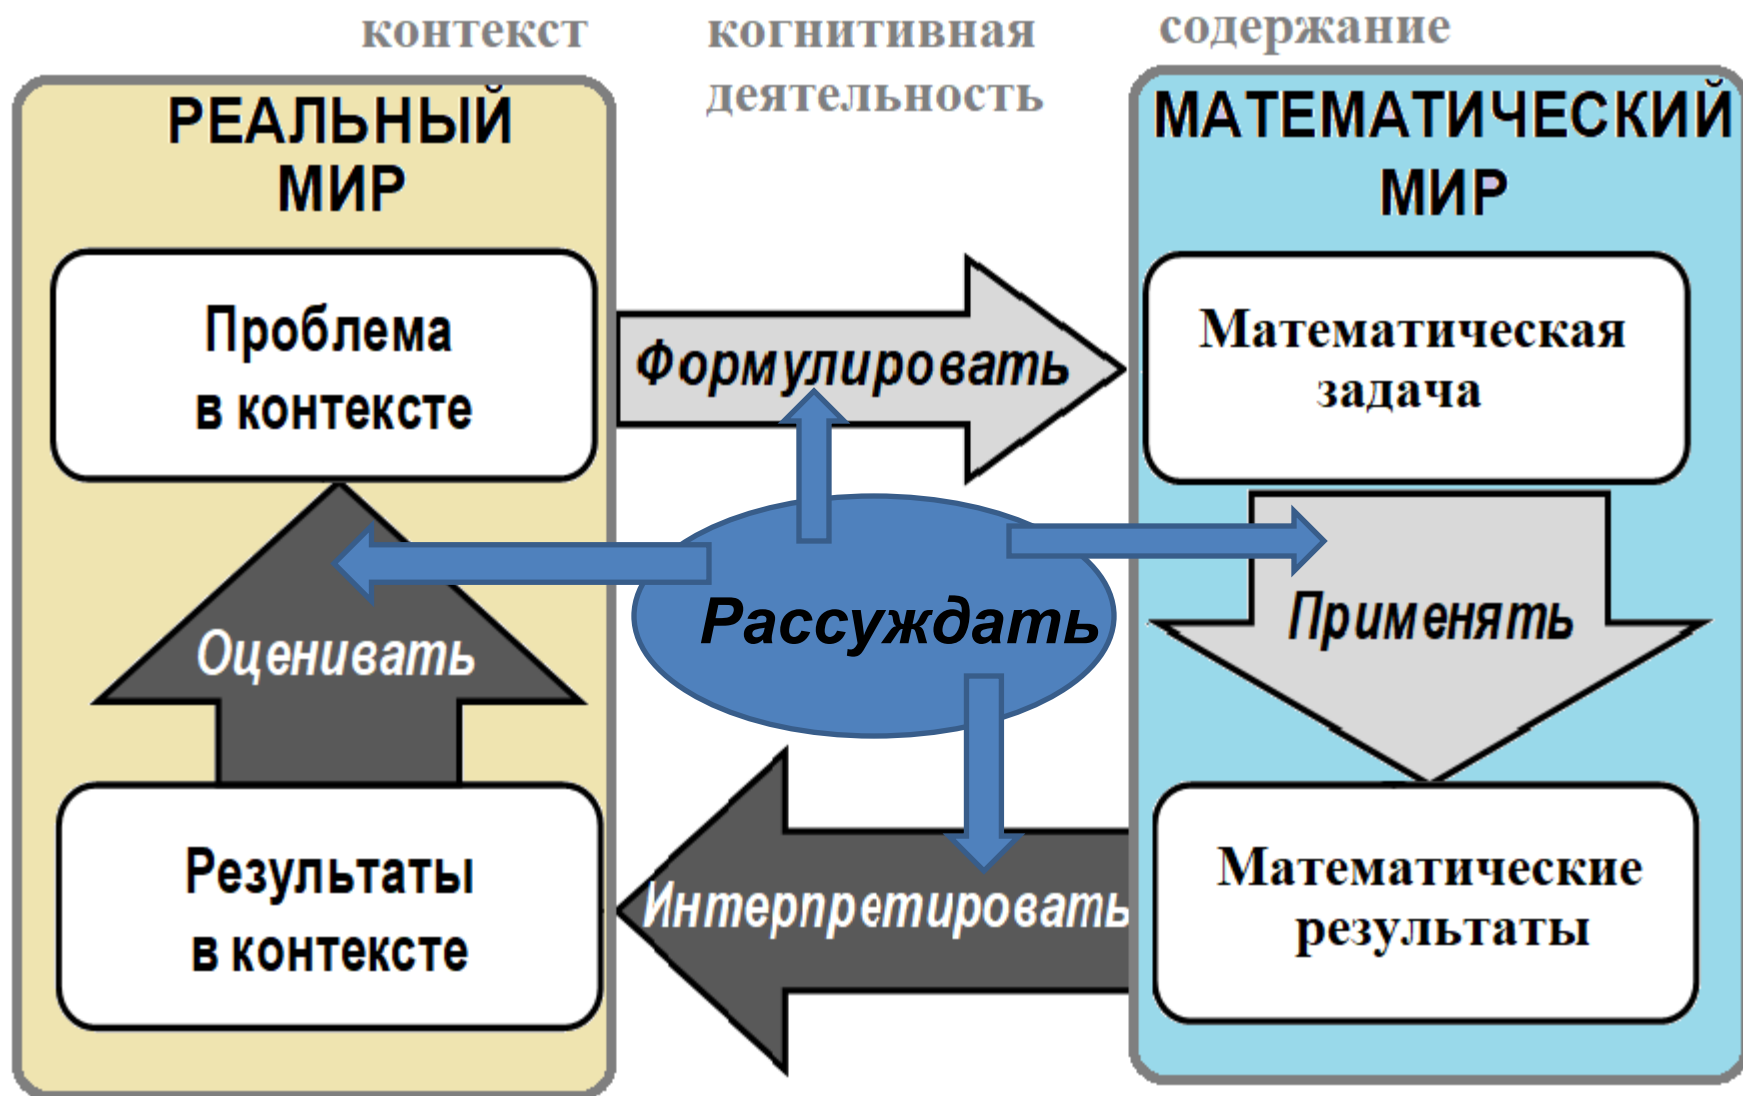 контекст
когнитивная
деятельность
содержание
РЕАЛЬНЫЙ
МИР
МАТЕМАТИЧЕСКИЙ
МИР
Проблема
в контексте
Формулировать
Математическая
задача
Оценивать
Рассуждать
Применять
Результаты
в контексте
Интерпретировать
Математические
результаты